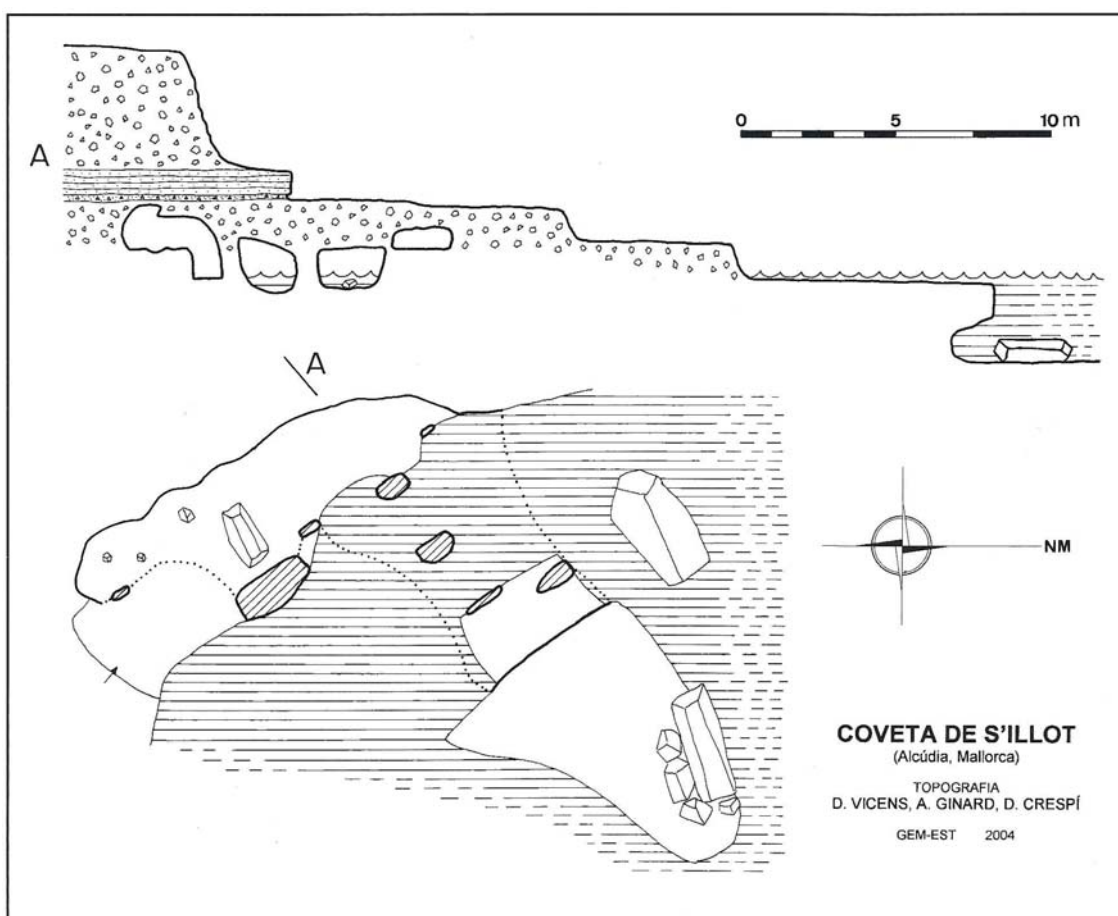 A
0 5 10 m
A
NM
COVETA DE S'ILLOT
(Alcúdia, Mallorca)
TOPOGRAFIA
D. VICENS, A. GINARD, D. CRESPÍ
GEM-EST 2004